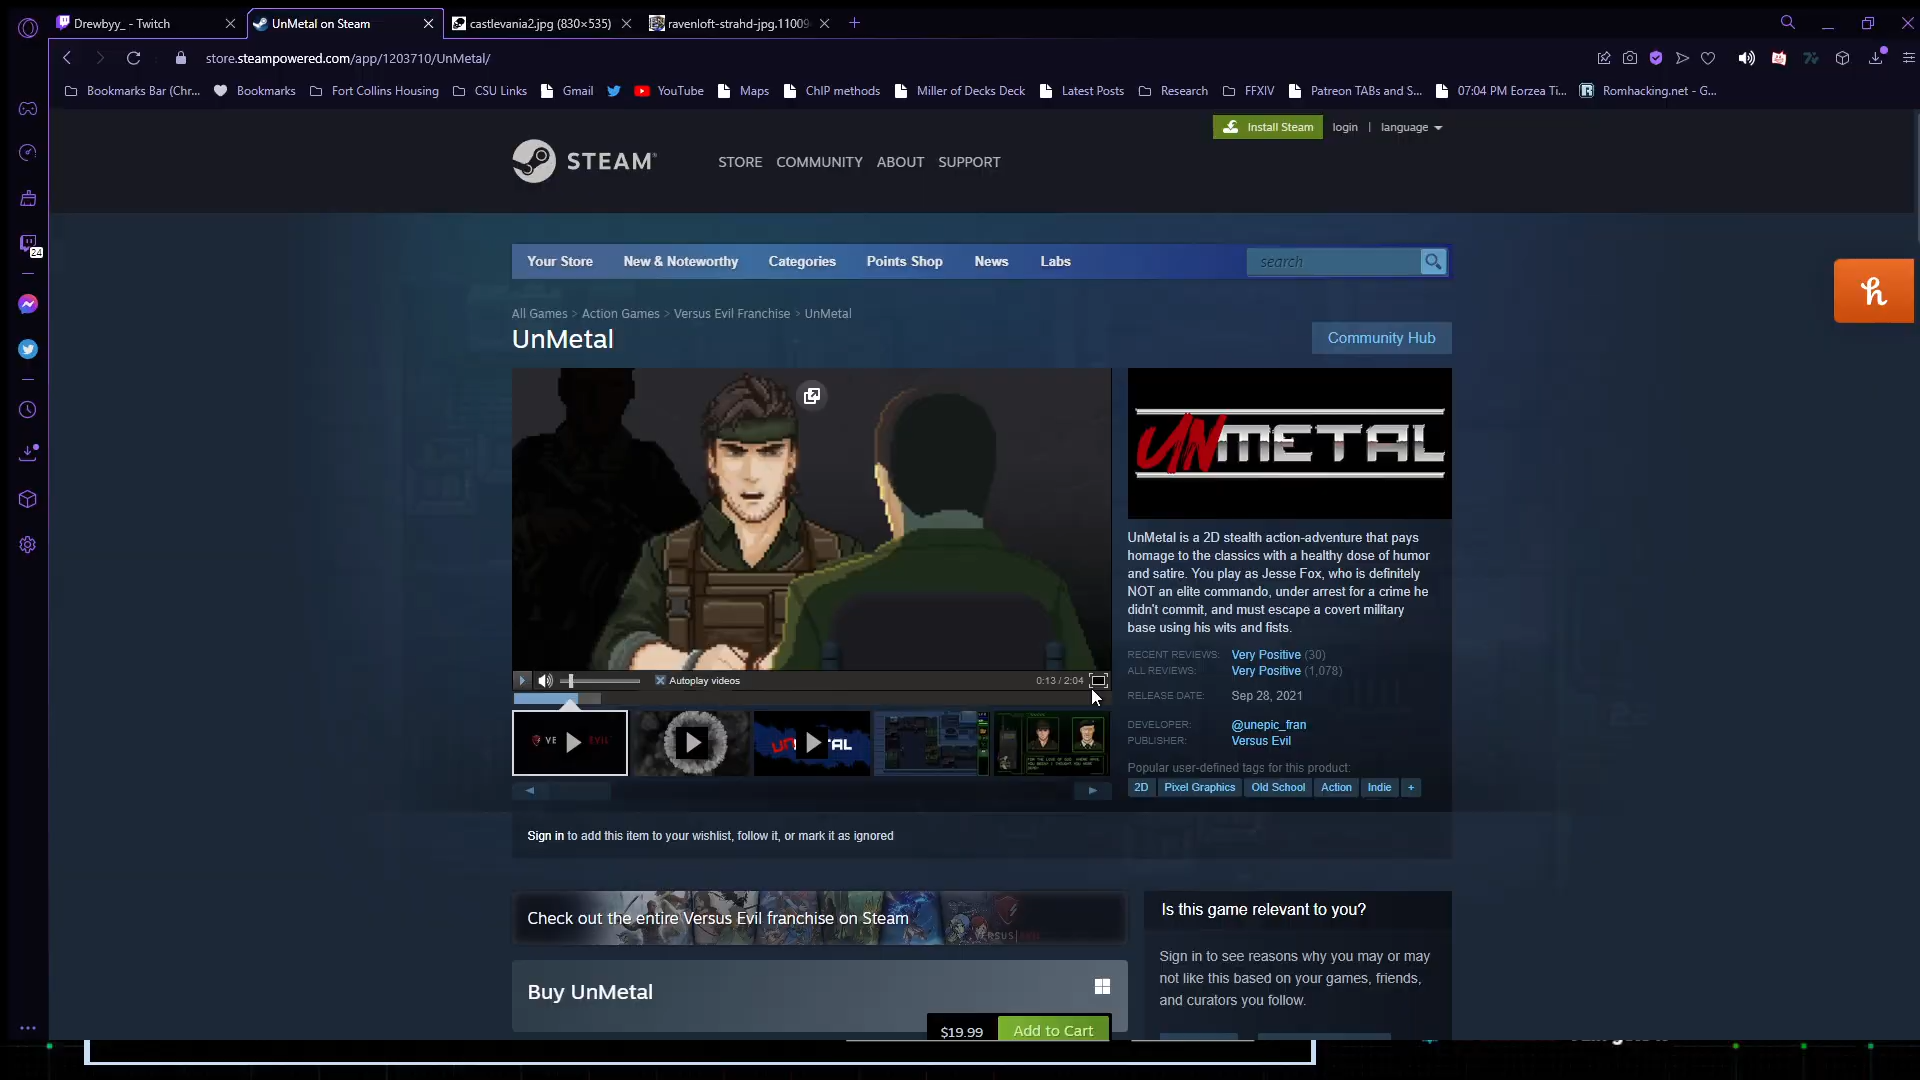 Drewbyy_ - Twitch
UnMetal on Steam
castlevania2.jpg (830×535)
ravenloft-strahd-jpg.11009
store.steampowered.com/app/1203710/UnMetal/
Bookmarks Bar (Chr...
Bookmarks
Fort Collins Housing
CSU Links
Gmail
YouTube
Maps
ChIP methods
Miller of Decks Deck
Latest Posts
Research
FFXIV
Patreon TABs and S...
07:04 PM Eorzea Ti...
Romhacking.net - G...
24
Install Steam
login
|
language
STEAM®
STORE
COMMUNITY
ABOUT
SUPPORT
Your Store
New & Noteworthy
Categories
Points Shop
News
Labs
search
All Games > Action Games > Versus Evil Franchise > UnMetal
UnMetal
Community Hub
UNMETAL
UnMetal is a 2D stealth action-adventure that pays
homage to the classics with a healthy dose of humor
and satire. You play as Jesse Fox, who is definitely
NOT an elite commando, under arrest for a crime he
didn't commit, and must escape a covert military
base using his wits and fists.
RECENT REVIEWS: Very Positive (30)
ALL REVIEWS: Very Positive (1,078)
RELEASE DATE: Sep 28, 2021
DEVELOPER: @unepic_fran
PUBLISHER: Versus Evil
Popular user-defined tags for this product:
2D
Pixel Graphics
Old School
Action
Indie
+
Autoplay videos
0:13 / 2:04
Sign in to add this item to your wishlist, follow it, or mark it as ignored
Check out the entire Versus Evil franchise on Steam
Is this game relevant to you?
Sign in to see reasons why you may or may
not like this based on your games, friends,
and curators you follow.
Buy UnMetal
$19.99
Add to Cart